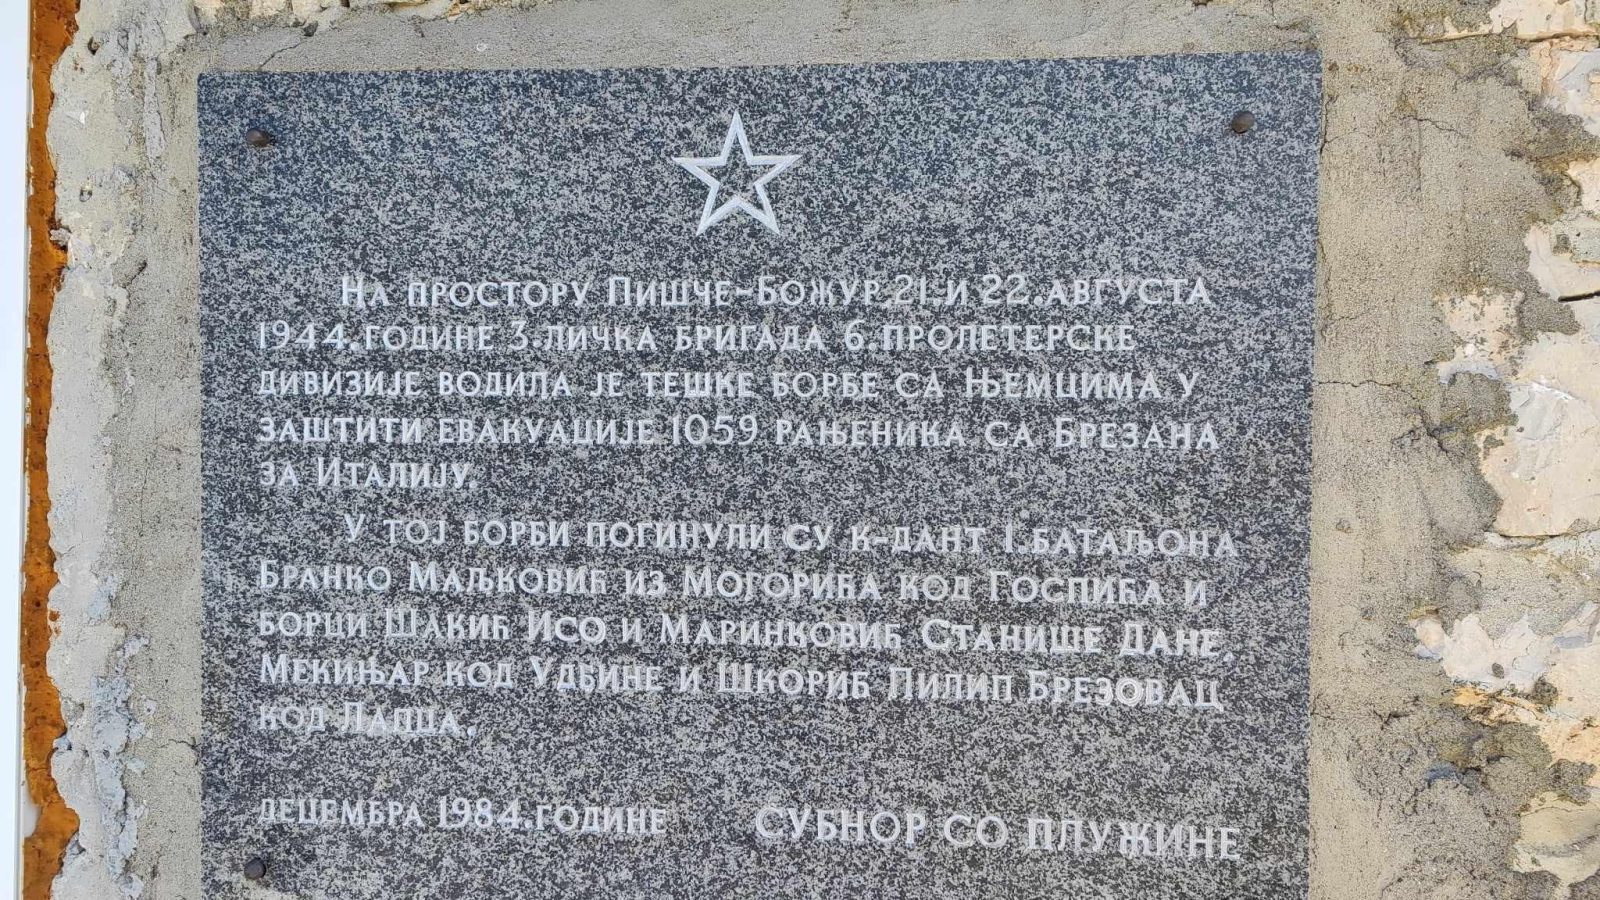 На простору Пишче-Божур 21. и 22. августа
1944. године 3. личка бригада 6. пролетерске
дивизије водила је тешке борбе са Њемцима у
заштити евакуације 1059 рањеника са Брезана
за Италију.
У тој борби погинули су к-дант 1. батаљона
Бранко Маљковић из Могорића код Госпића и
борци Шакић Исо и Маринковић Станише Дане,
Мекињар код Удбине и Шкорић Пилип Брезовац
код Лапца.
децембра 1984. године СУБНОР СО ПЛУЖИНЕ